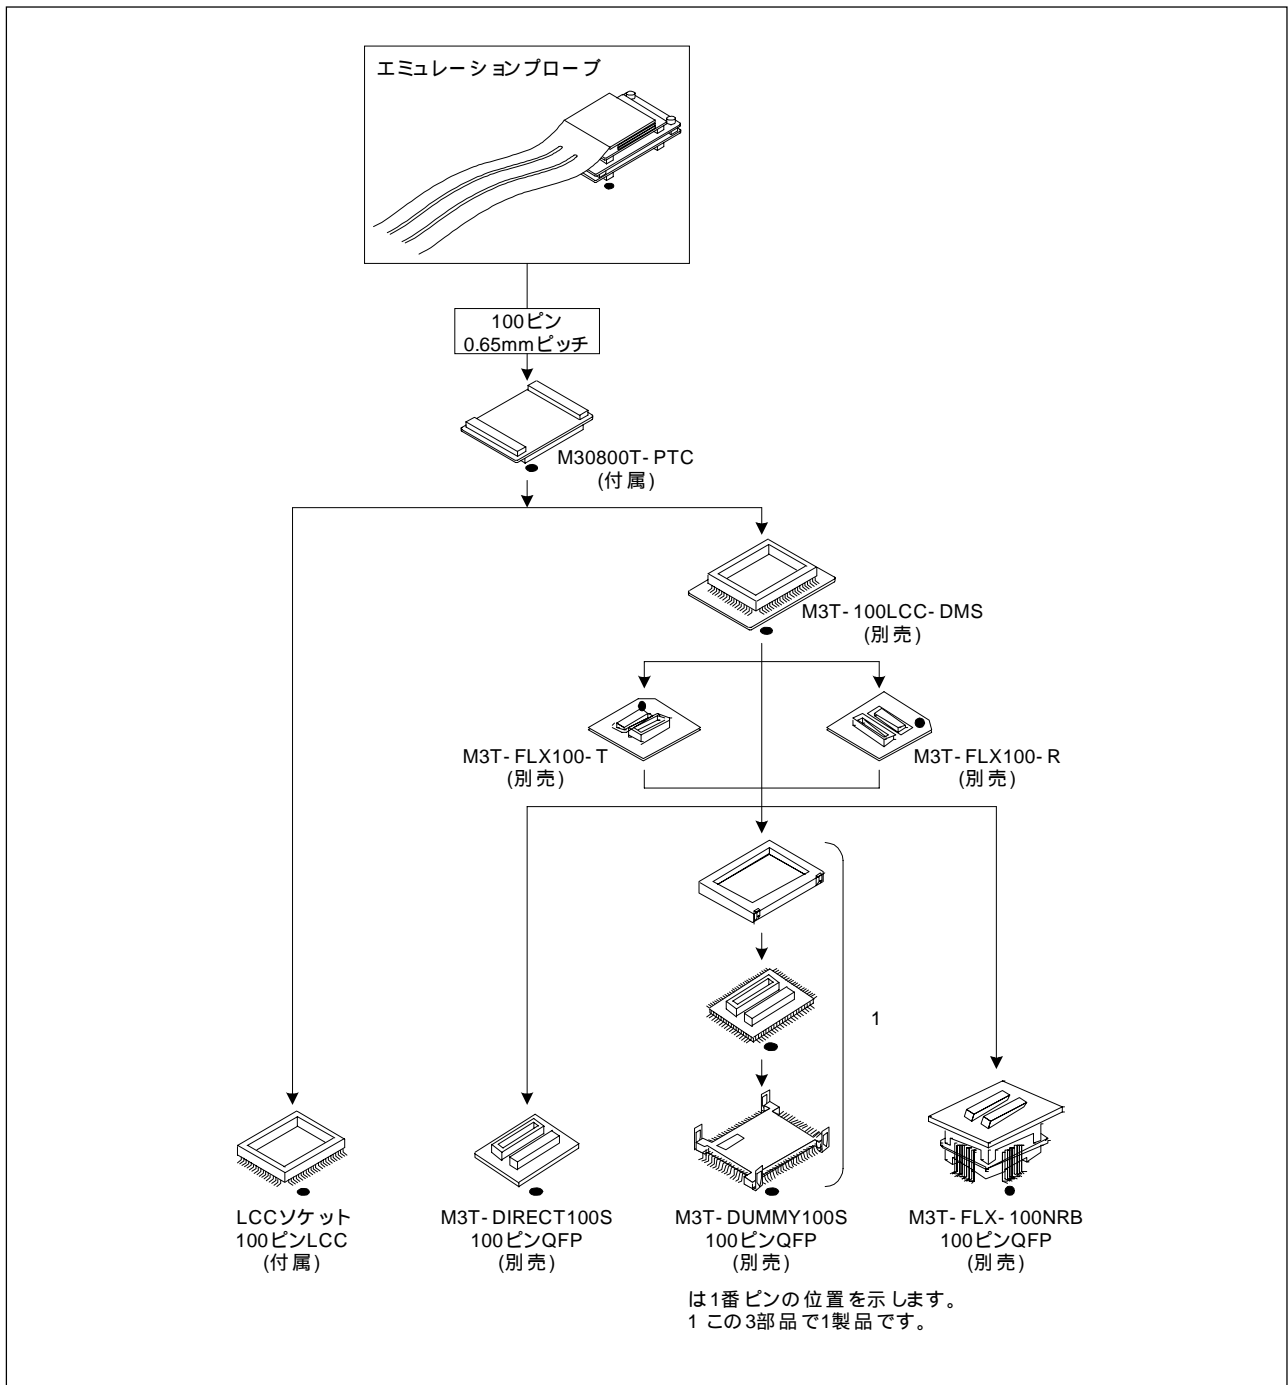 エミュレーションプローブ
100ピン
0.65mmピッチ
M30800T-PTC
(付属)
M3T-100LCC-DMS
(別売)
M3T-FLX100-T
(別売)
M3T-FLX100-R
(別売)
1
LCCソケット
100ピンLCC
(付属)
M3T-DIRECT100S
100ピンQFP
(別売)
M3T-DUMMY100S
100ピンQFP
(別売)
M3T-FLX-100NRB
100ピンQFP
(別売)
は1番ピンの位置を示します。
1 この3部品で1製品です。